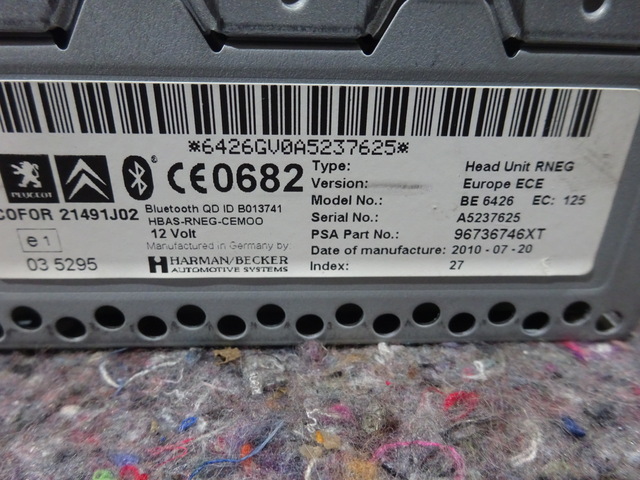 *6426GV0A5237625*
PEUGEOT
CE0682
COFOR 21491J02
e1
03 5295
Bluetooth QD ID B013741
HBAS-RNEG-CEMOO
12 Volt
Manufactured in Germany by:
HARMAN/BECKER
AUTOMOTIVE SYSTEMS
Type: Head Unit RNEG
Version: Europe ECE
Model No.: BE 6426 EC: 125
Serial No.: A5237625
PSA Part No.: 96736746XT
Date of manufacture: 2010 - 07 - 20
Index: 27